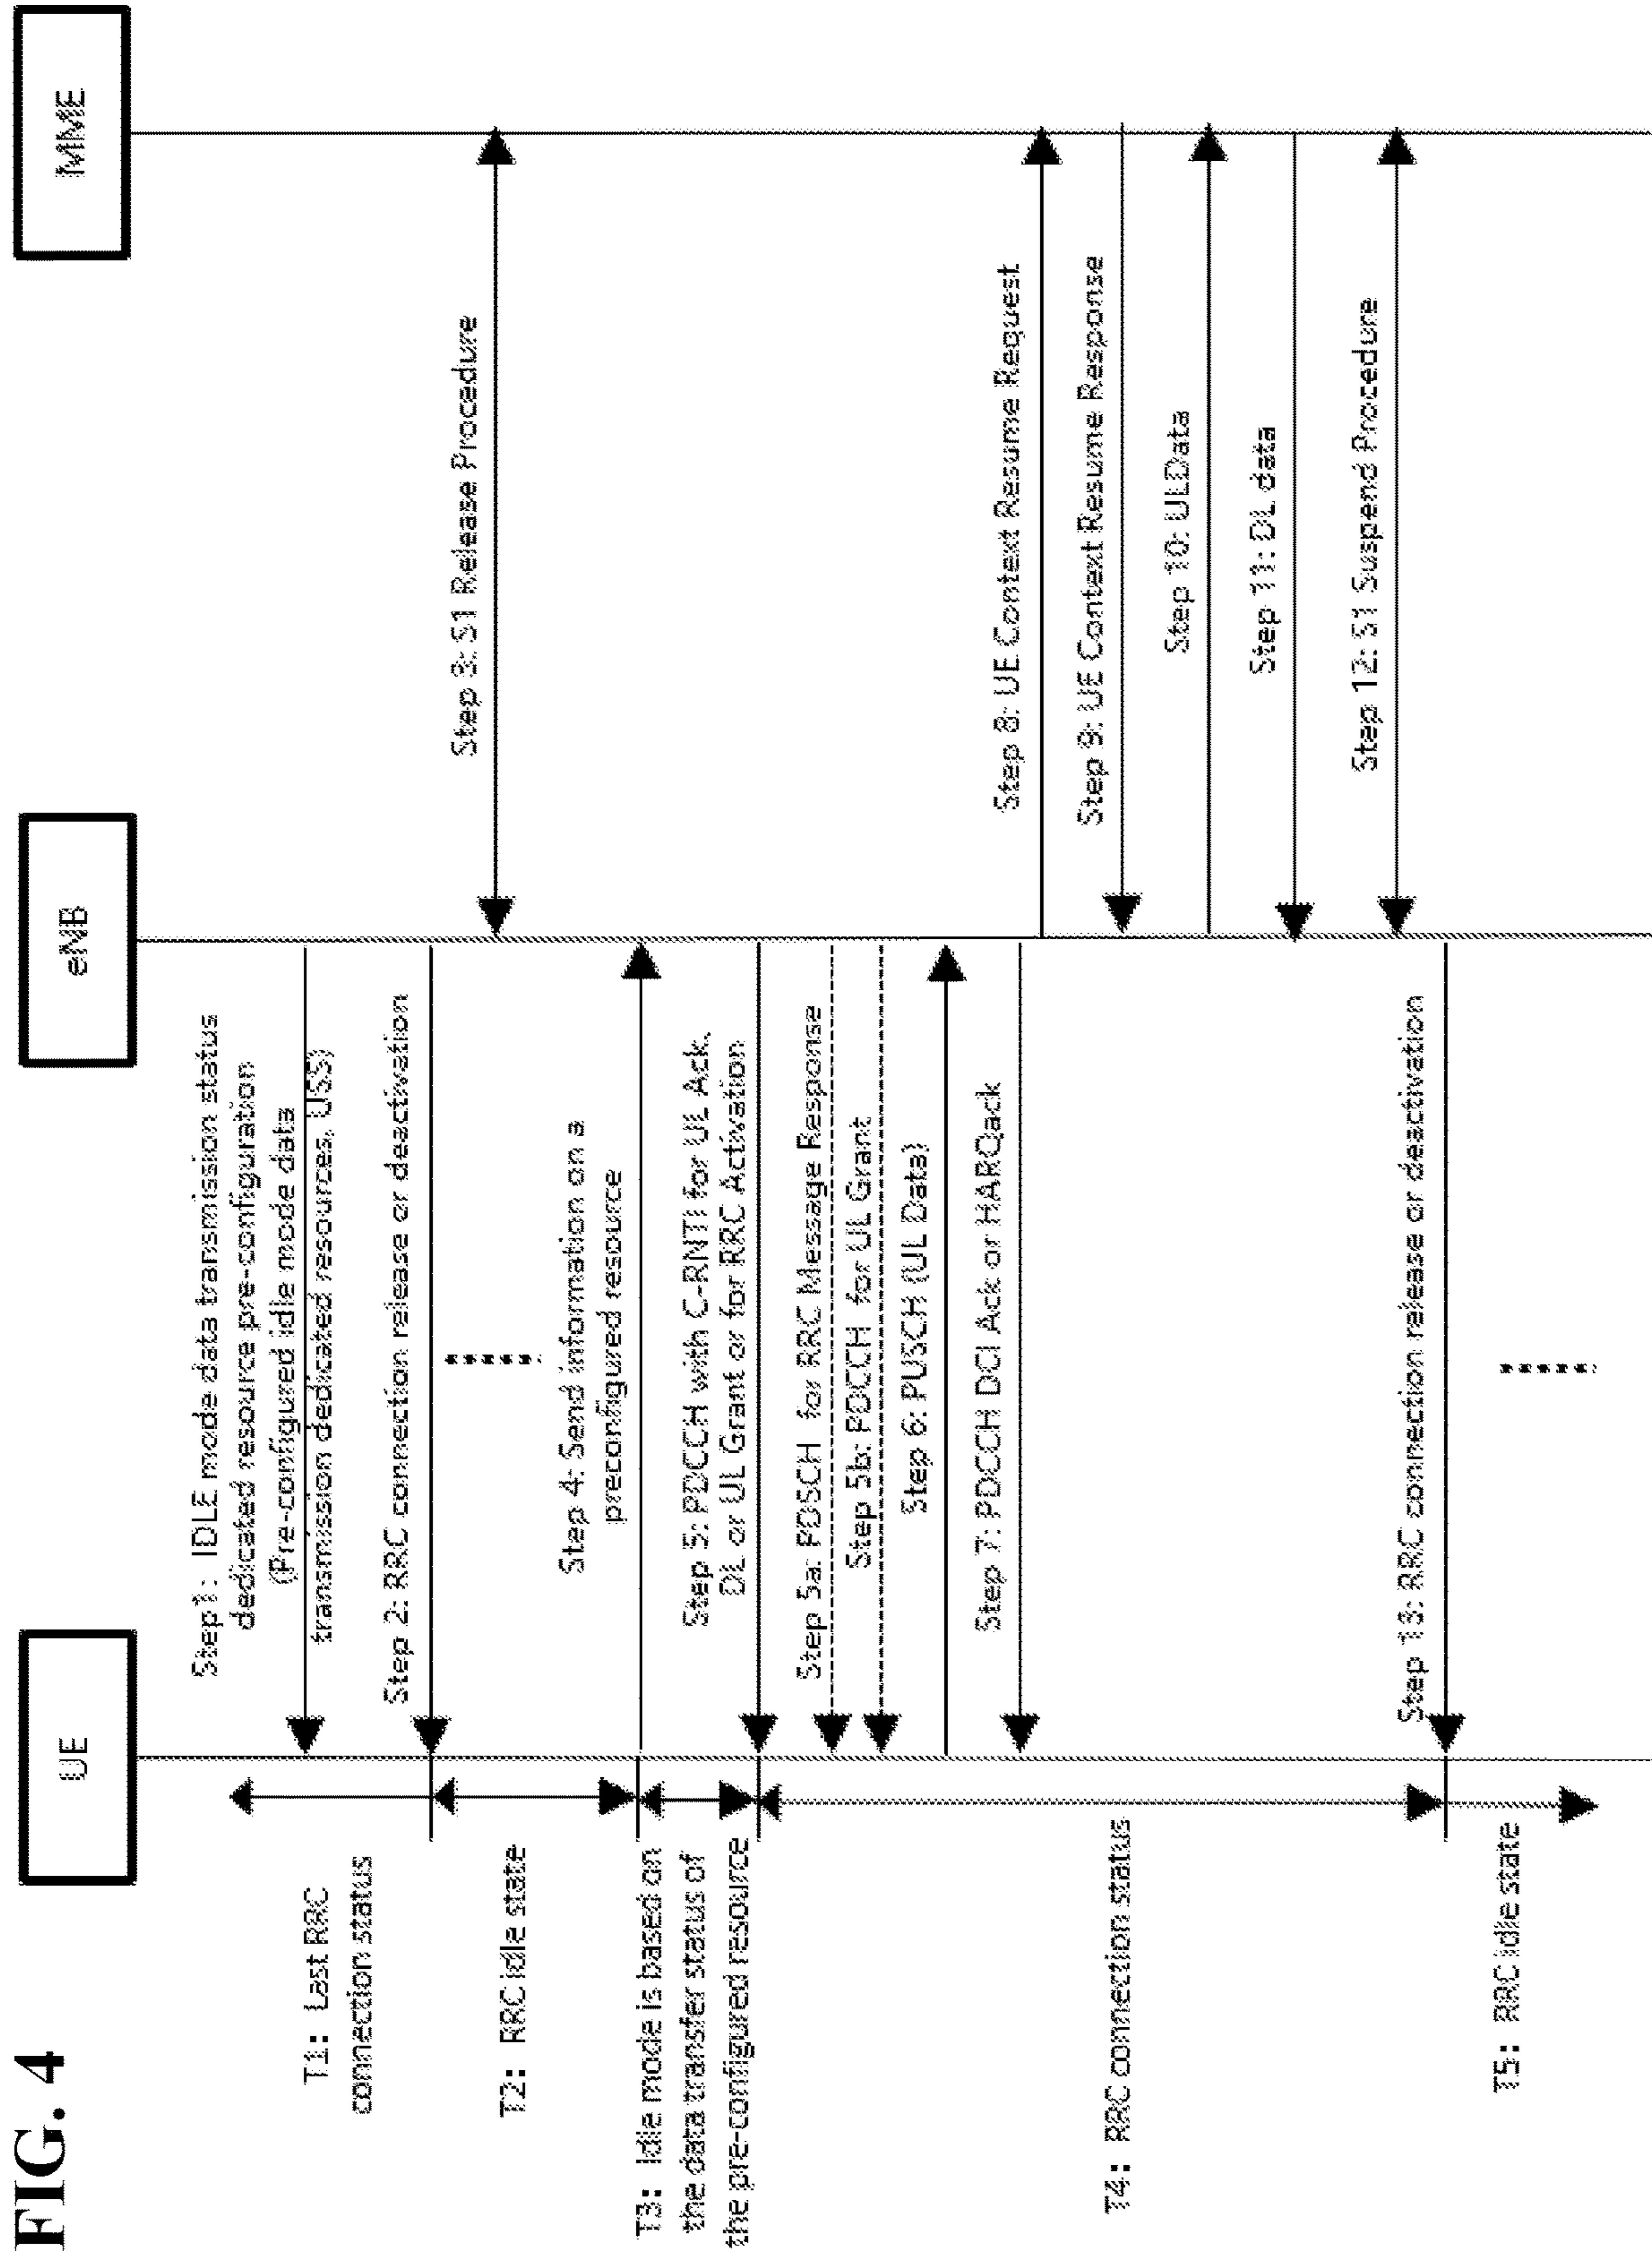 FIG. 4
UE
eNB
MME
T1: Last RRC
connection status
T2: RRC idle state
T3: Idle mode is based on
the data transfer status of
the pre-configured resource
T4: RRC connection status
T5: RRC idle state
Step1: IDLE mode data transmission status
dedicated resource pre-configuration
(Pre-configured idle mode data
transmission dedicated resources, USS)
Step 2: RRC connection release or deactivation
Step 3: S1 Release Procedure
Step 4: Send information on a
preconfigured resource
Step 5: PDCCH with C-RNTI for UL Ack.
DL or UL Grant or for RRC Activation
Step 5a: PDSCH for RRC Message Response
Step 5b: PDCCH for UL Grant
Step 6: PUSCH (UL Data)
Step 7: PDCCH DCI Ack or HARQack
Step 8: UE Context Resume Request
Step 9: UE Context Resume Response
Step 10: ULData
Step 11: DL data
Step 12: S1 Suspend Procedure
Step 13: RRC connection release or deactivation